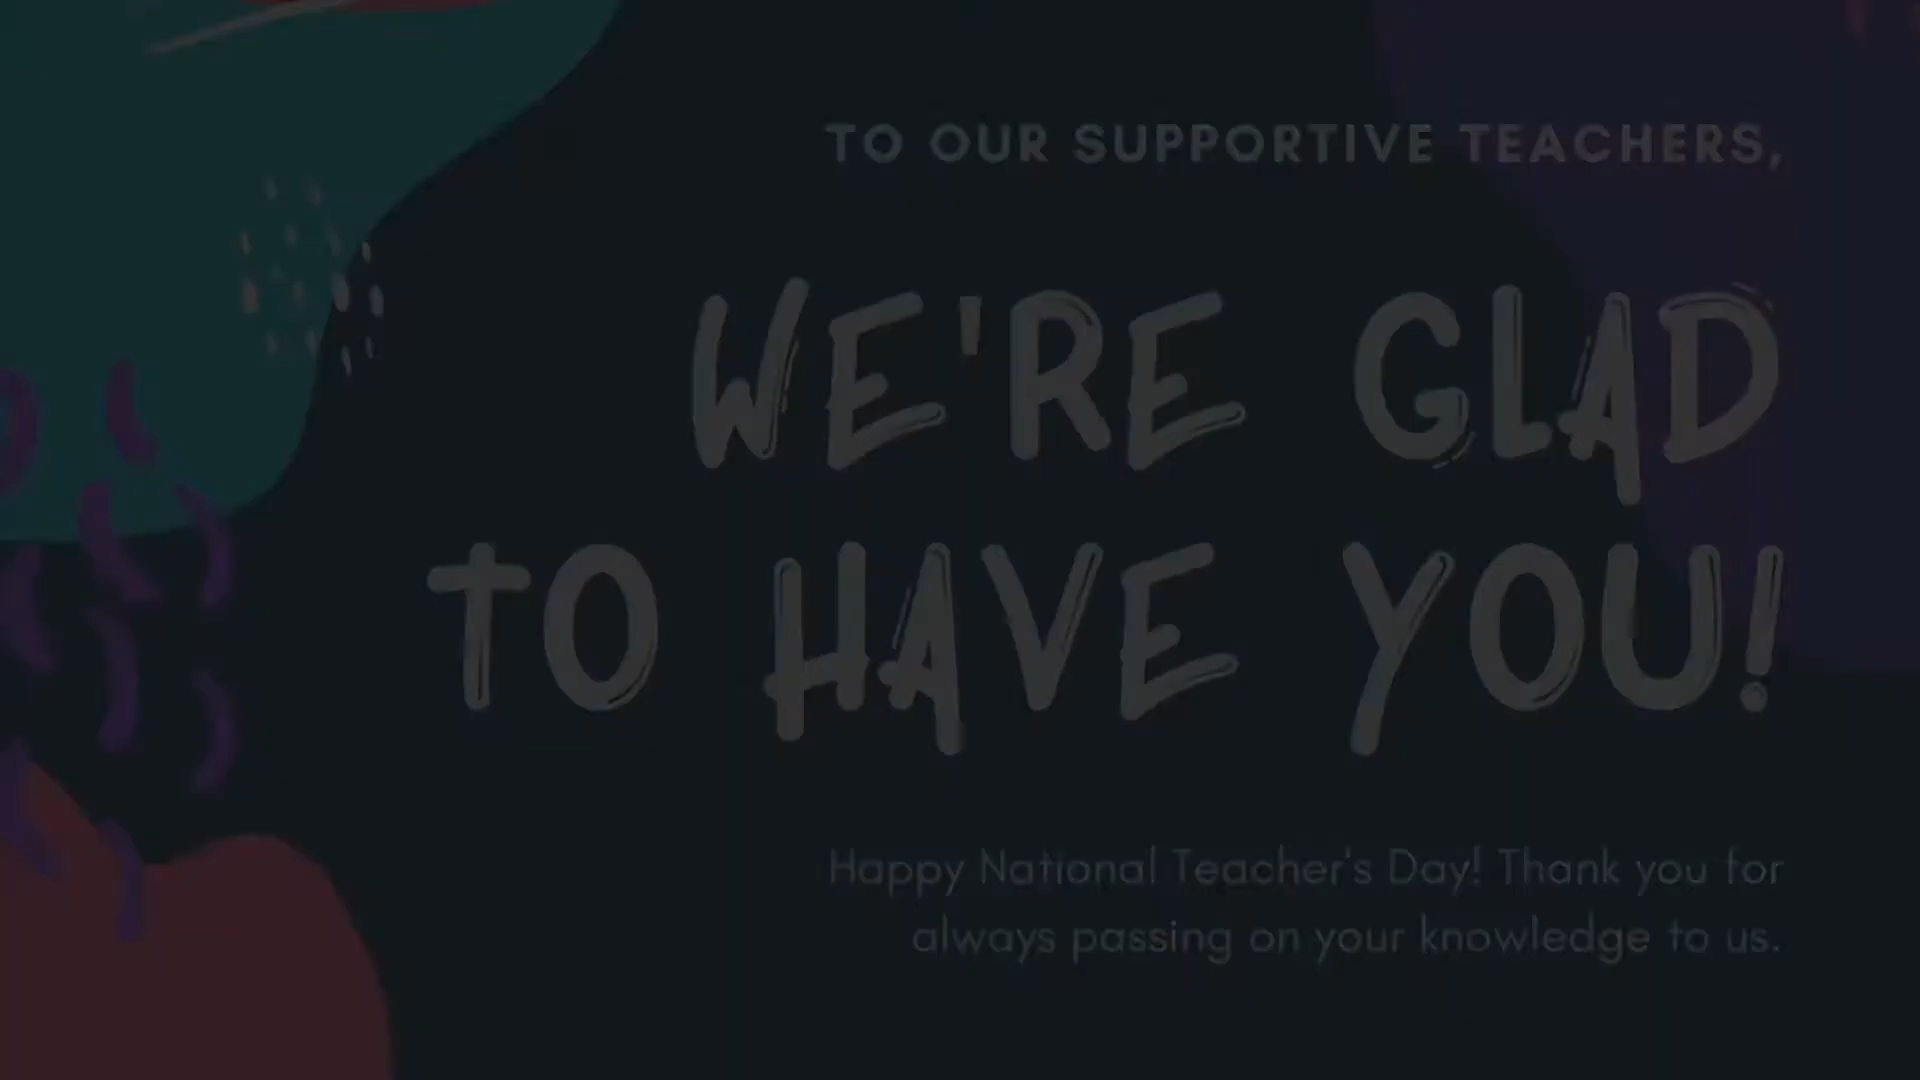 TO OUR SUPPORTIVE TEACHERS,
WE'RE GLAD
TO HAVE YOU!
Happy National Teacher's Day! Thank you for
always passing on your knowledge to us.